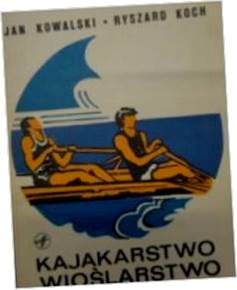 JAN KOWALSKI • RYSZARD KOCH
KAJAKARSTWO
WIOŚLARSTWO